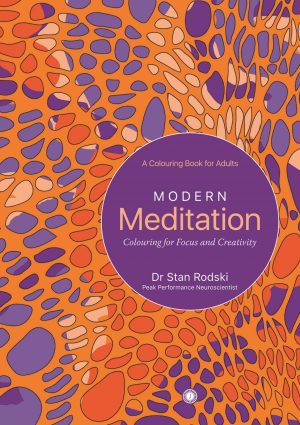 A Colouring Book for Adults
MODERN
Meditation
Colouring for Focus and Creativity
Dr Stan Rodski
Peak Performance Neuroscientist